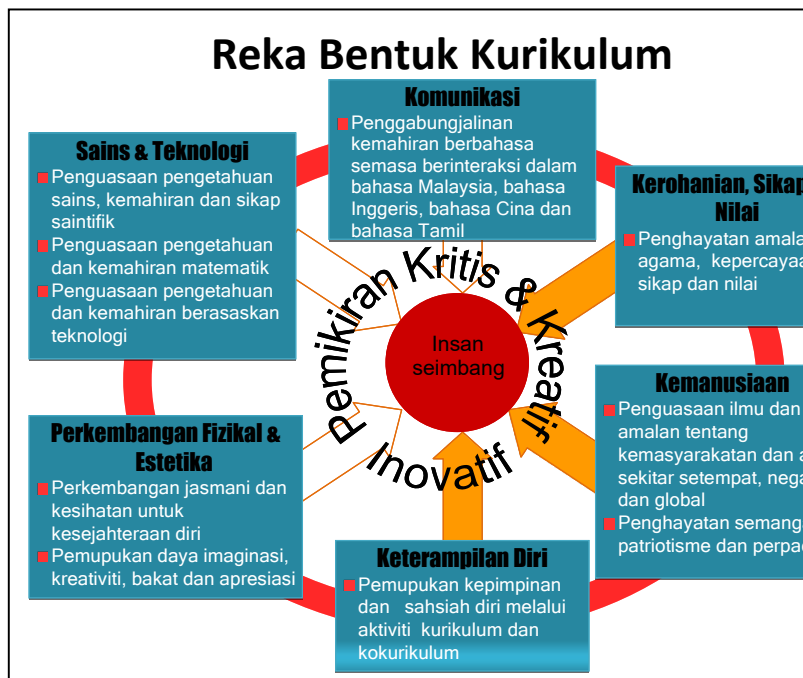 Reka Bentuk Kurikulum
Komunikasi
Penggabungjalinan
kemahiran berbahasa
semasa berinteraksi dalam
bahasa Malaysia, bahasa
Inggeris, bahasa Cina dan
bahasa Tamil
Sains & Teknologi
Penguasaan pengetahuan
sains, kemahiran dan sikap
saintifik
Penguasaan pengetahuan
dan kemahiran matematik
Penguasaan pengetahuan
dan kemahiran berasaskan
teknologi
Kerohanian, Sikap
Nilai
Penghayatan amala
agama, kepercayaa
sikap dan nilai
Pemikiran Kritis & Kreatif
Inovatif
Insan
seimbang
Kemanusiaan
Penguasaan ilmu dan
amalan tentang
kemasyarakatan dan a
sekitar setempat, nega
dan global
Penghayatan semanga
patriotisme dan perpad
Perkembangan Fizikal &
Estetika
Perkembangan jasmani dan
kesihatan untuk
kesejahteraan diri
Pemupukan daya imaginasi,
kreativiti, bakat dan apresiasi
Keterampilan Diri
Pemupukan kepimpinan
dan sahsiah diri melalui
aktiviti kurikulum dan
kokurikulum